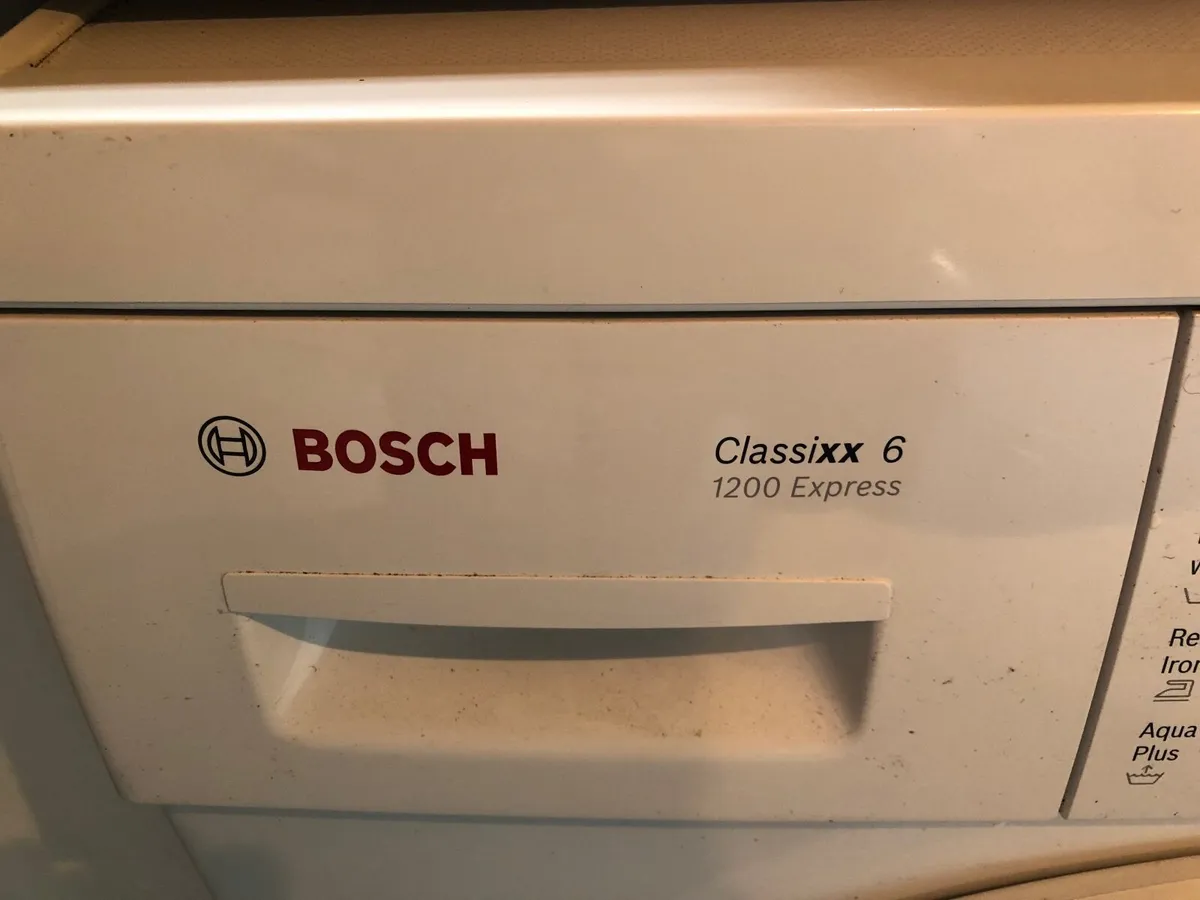 BOSCH
Classixx 6
1200 Express
Aqua
Plus